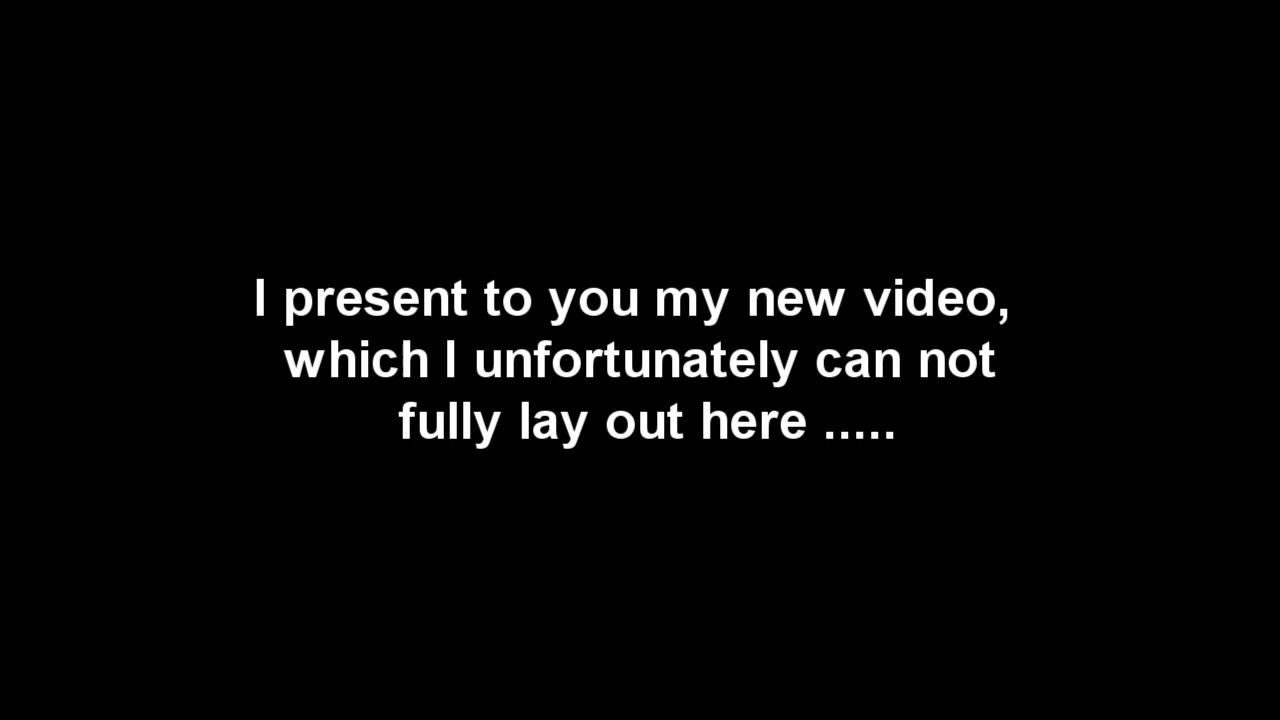 I present to you my new video,
which I unfortunately can not
fully lay out here .....